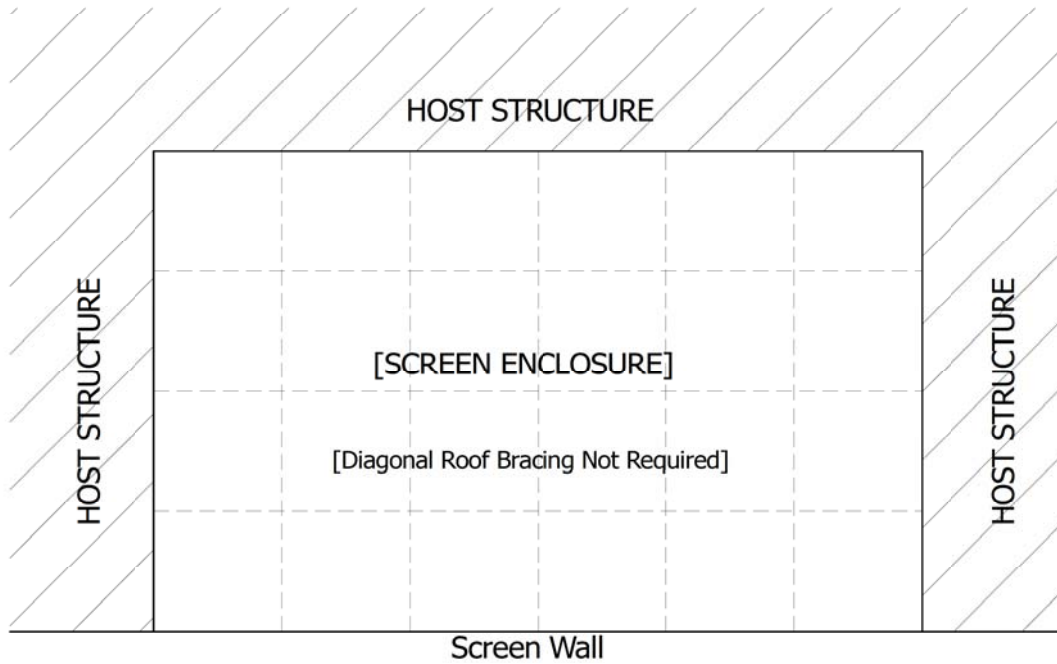 HOST STRUCTURE
HOST STRUCTURE
HOST STRUCTURE
[SCREEN ENCLOSURE]
[Diagonal Roof Bracing Not Required]
Screen Wall